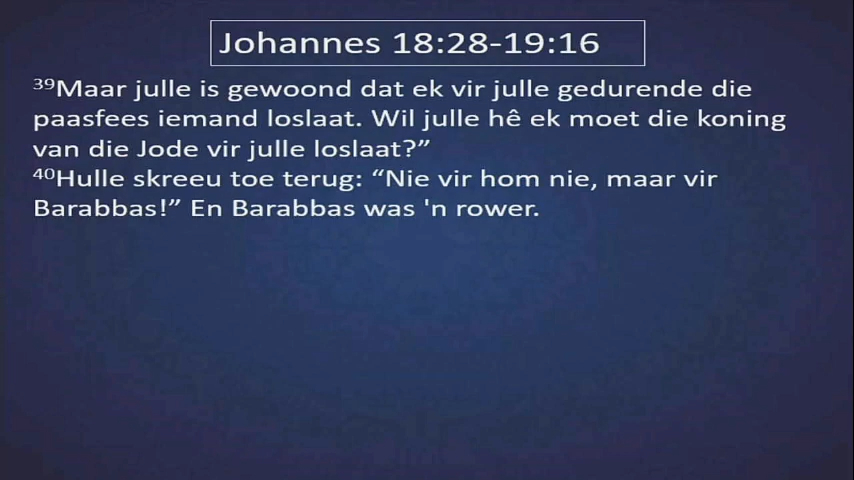 Johannes 18:28-19:16
³⁹Maar julle is gewoond dat ek vir julle gedurende die
paasfees iemand loslaat. Wil julle hê ek moet die koning
van die Jode vir julle loslaat?”
⁴⁰Hulle skreeu toe terug: “Nie vir hom nie, maar vir
Barabbas!” En Barabbas was 'n rower.